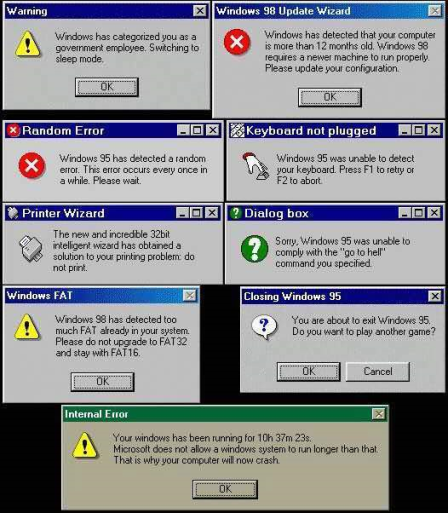 Warning
Windows has categorized you as a
government employee. Switching to
sleep mode.
OK
Windows 98 Update Wizard
Windows has detected that your computer
is more than 12 months old. Windows 98
requires a newer machine to run properly.
Please update your configuration.
OK
Random Error
Windows 95 has detected a random
error. This error occurs every once in
a while. Please wait.
Keyboard not plugged
Windows 95 was unable to detect
your keyboard. Press F1 to retry or
F2 to abort.
Printer Wizard
The new and incredible 32bit
intelligent wizard has obtained a
solution to your printing problem: do
not print.
Dialog box
Sorry, Windows 95 was unable to
comply with the "go to hell"
command you specified.
Windows FAT
Windows 98 has detected too
much FAT already in your system.
Please do not upgrade to FAT32
and stay with FAT16.
OK
Closing Windows 95
You are about to exit Windows 95.
Do you want to play another game?
OK
Cancel
Internal Error
Your windows has been running for 10h 37m 23s.
Microsoft does not allow a windows system to run longer than that.
That is why your computer will now crash.
OK